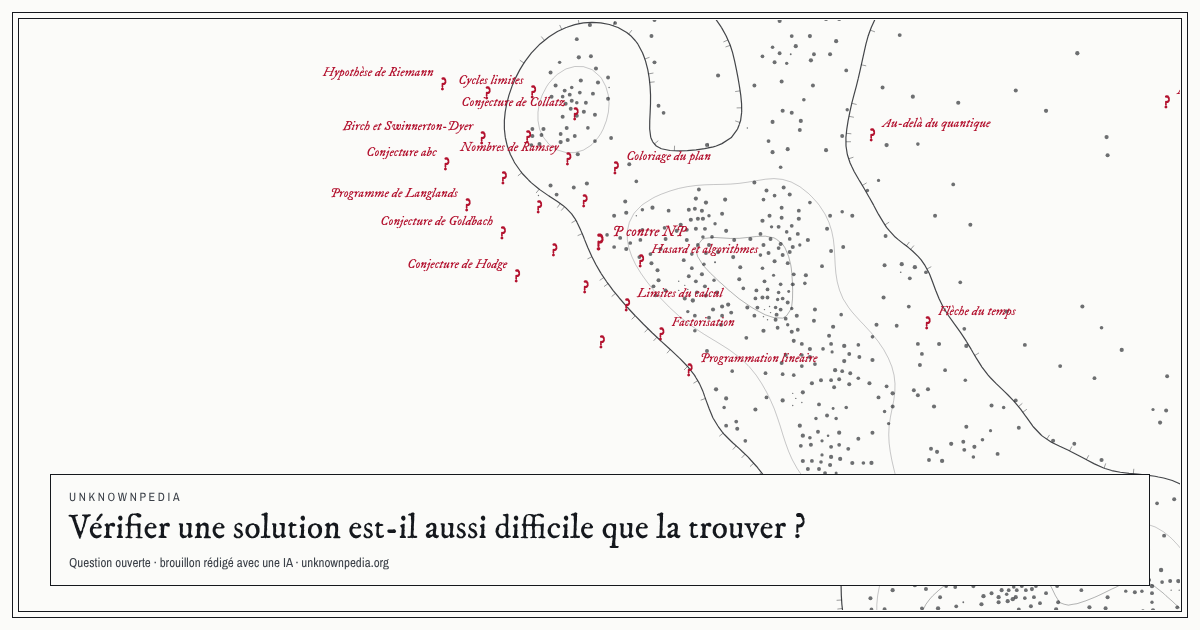 Hypothèse de Riemann
Cycles limites
Conjecture de Collatz
Birch et Swinnerton-Dyer
Au-delà du quantique
Nombres de Ramsey
Conjecture abc
Coloriage du plan
Programme de Langlands
Conjecture de Goldbach
P contre NP
Hasard et algorithmes
Conjecture de Hodge
Limites du calcul
Flèche du temps
Factorisation
Programmation linéaire
UNKNOWNPEDIA
Vérifier une solution est-il aussi difficile que la trouver ?
Question ouverte · brouillon rédigé avec une IA · unknownpedia.org